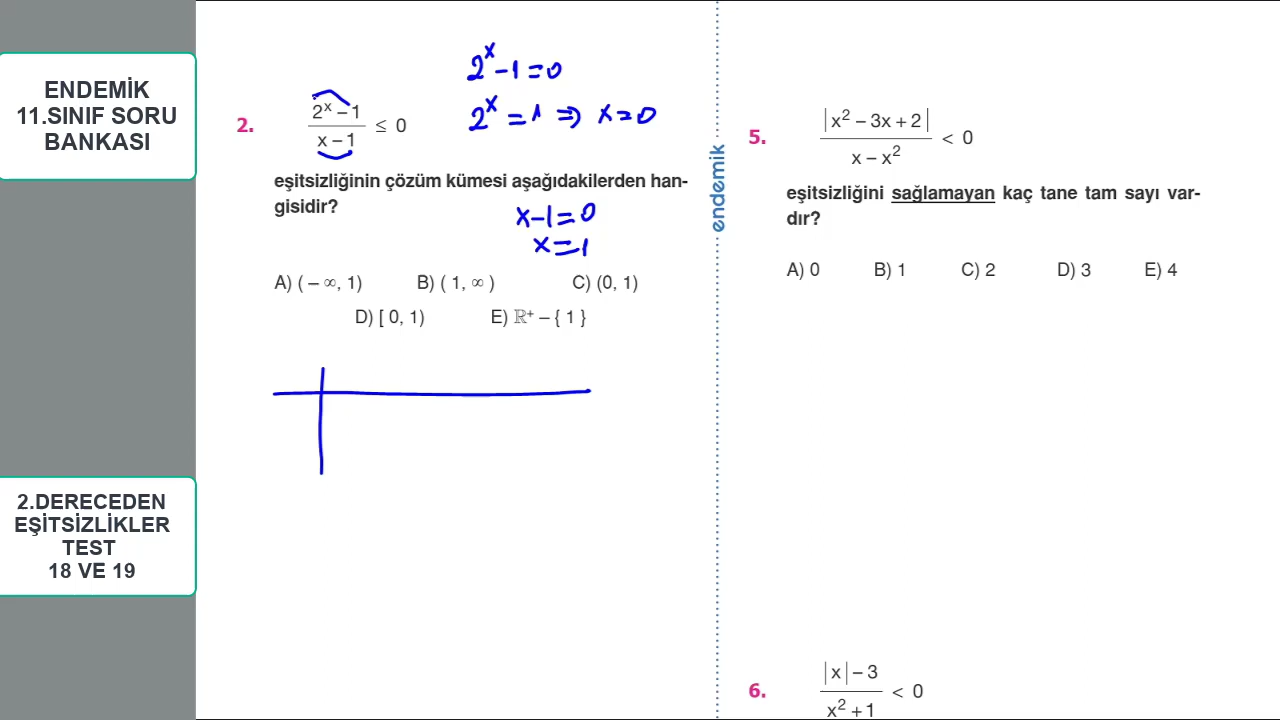 ENDEMİK
11.SINIF SORU
BANKASI
2.DERECEDEN
EŞİTSİZLİKLER
TEST
18 VE 19
2.
2ˣ – 1
x – 1
≤ 0
2ˣ – 1 = 0
2ˣ = 1 ⇒ x = 0
eşitsizliğinin çözüm kümesi aşağıdakilerden han-
gisidir?
x – 1 = 0
x = 1
A) ( – ∞, 1) B) ( 1, ∞ ) C) (0, 1)
D) [ 0, 1) E) ℝ⁺ – { 1 }
endemik
5.
|x² – 3x + 2|
x – x²
< 0
eşitsizliğini sağlamayan kaç tane tam sayı var-
dır?
A) 0 B) 1 C) 2 D) 3 E) 4
6.
|x| – 3
x² + 1
< 0